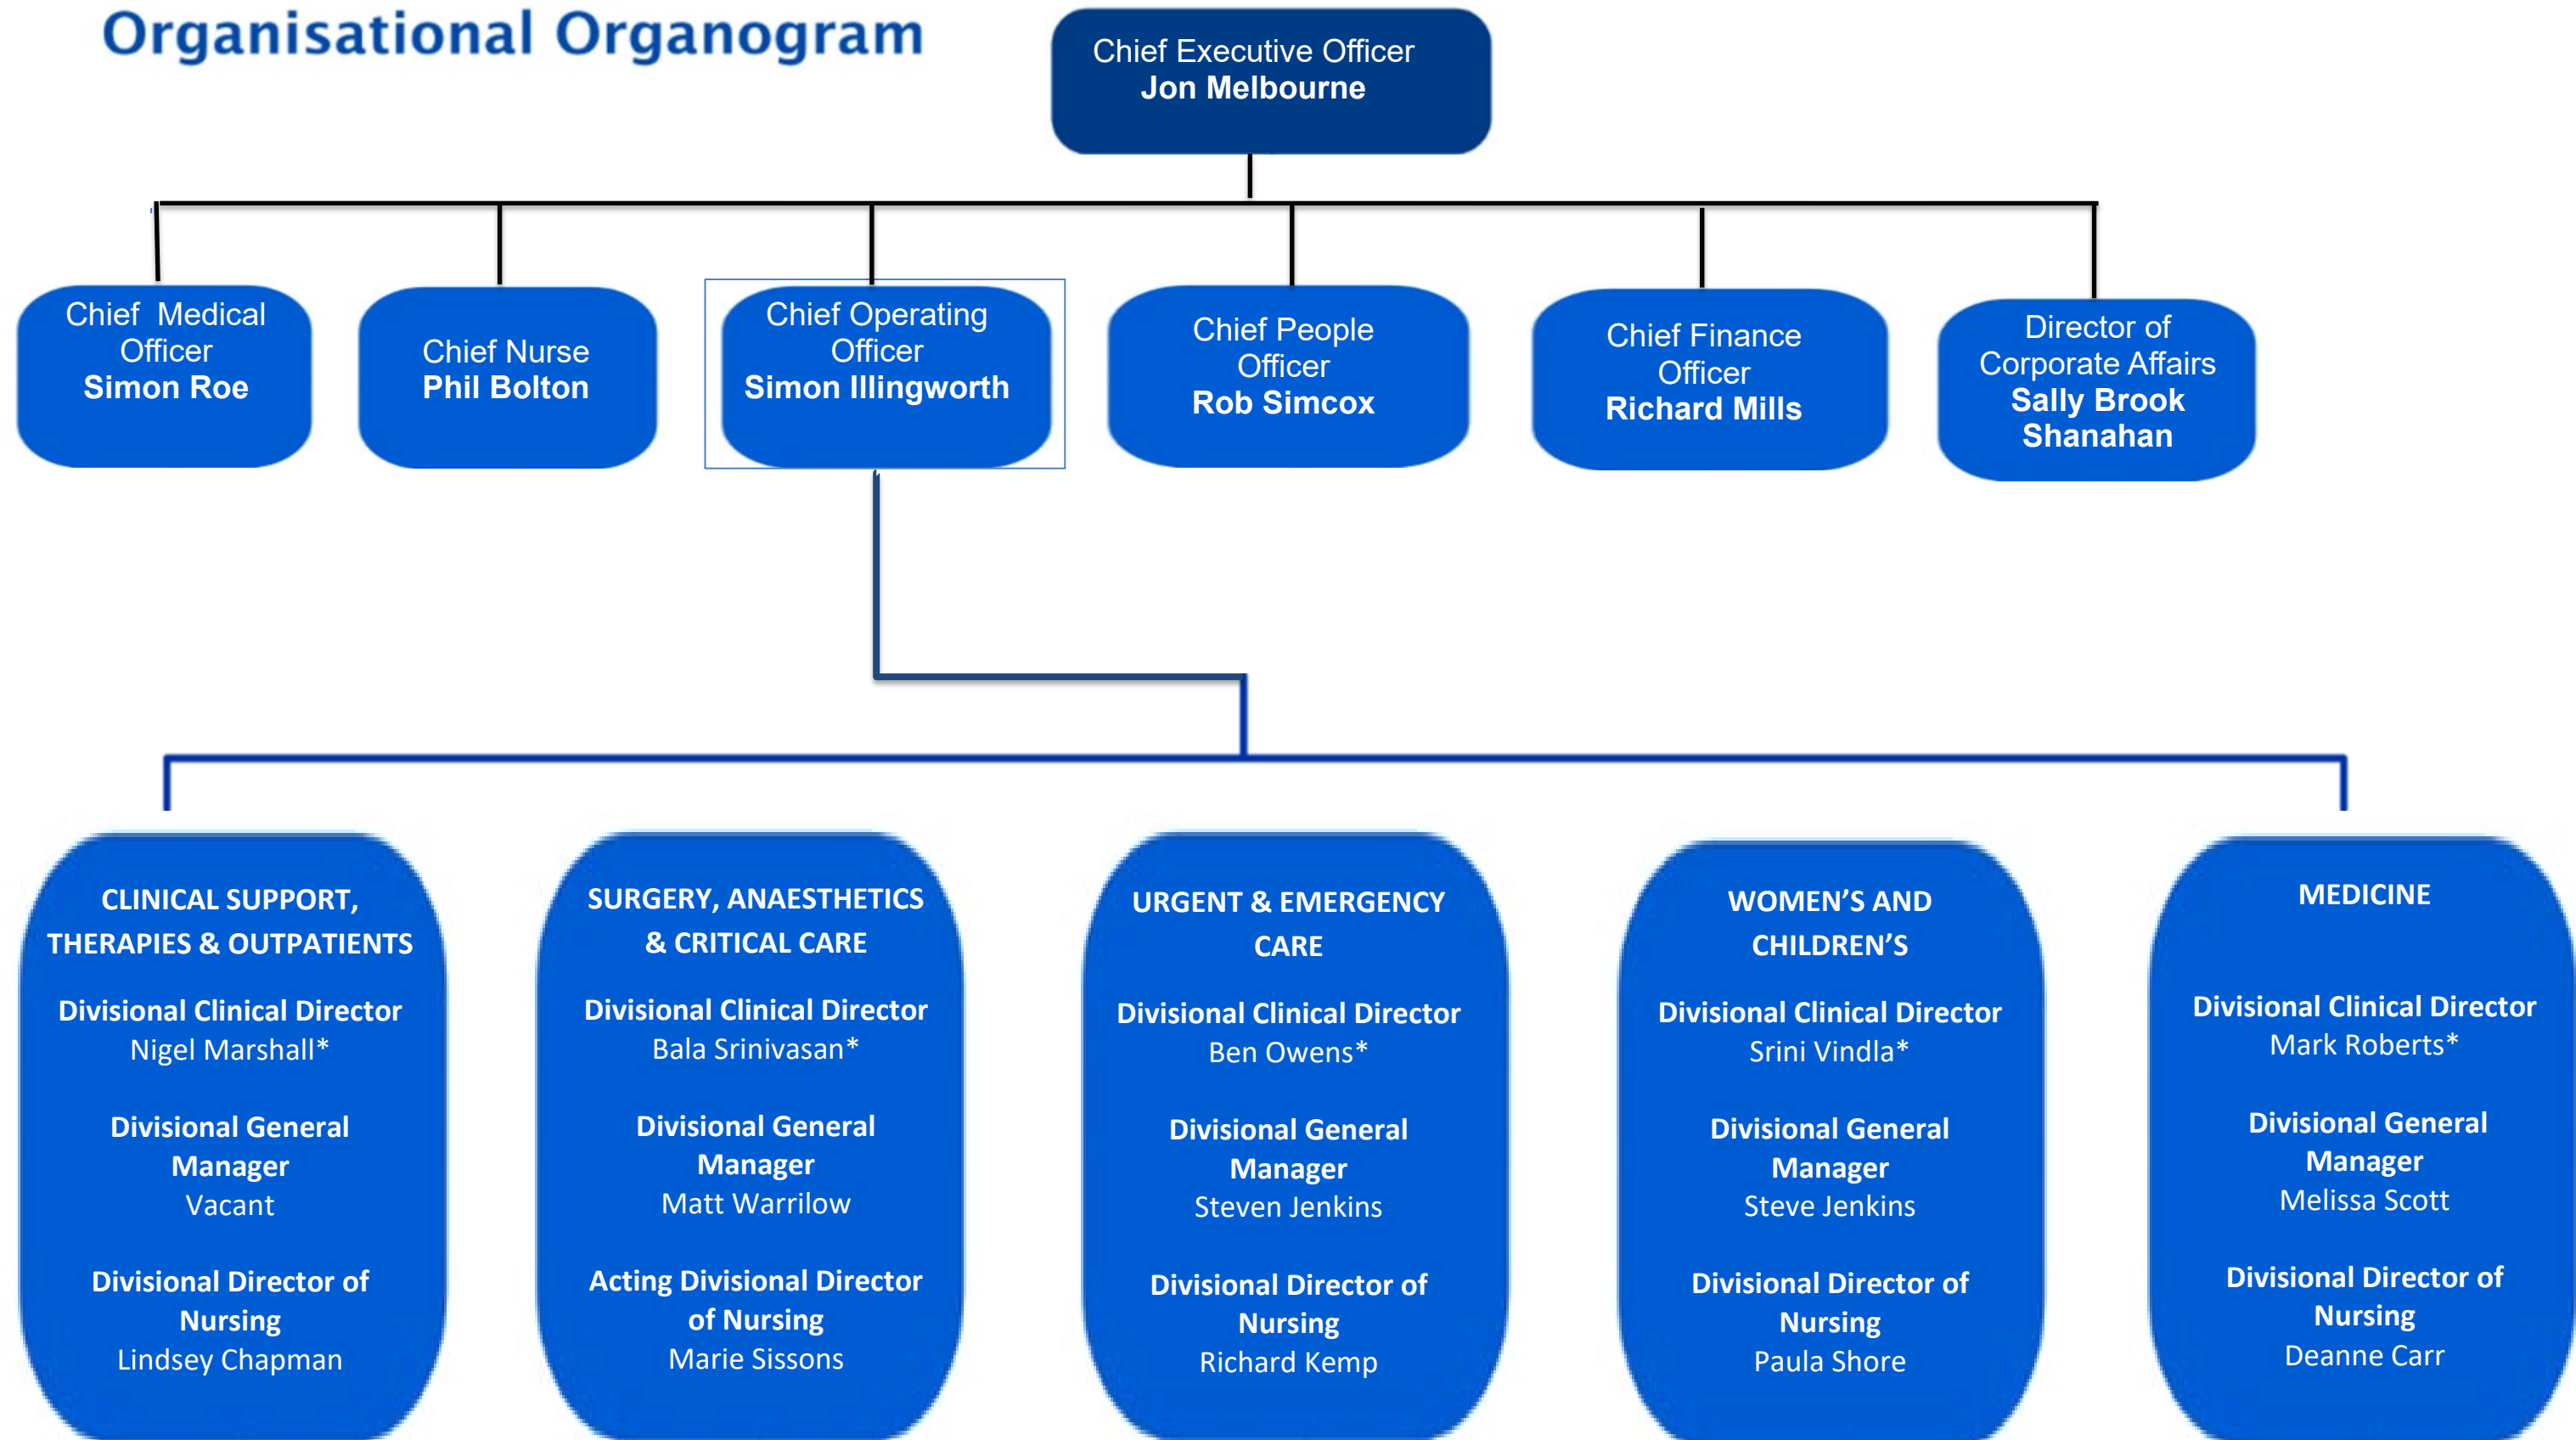 Organisational Organogram
Chief Executive Officer
Jon Melbourne
Chief Medical
Officer
Simon Roe
Chief Nurse
Phil Bolton
Chief Operating
Officer
Simon Illingworth
Chief People
Officer
Rob Simcox
Chief Finance
Officer
Richard Mills
Director of
Corporate Affairs
Sally Brook
Shanahan
CLINICAL SUPPORT,
THERAPIES & OUTPATIENTS
Divisional Clinical Director
Nigel Marshall*
Divisional General
Manager
Vacant
Divisional Director of
Nursing
Lindsey Chapman
SURGERY, ANAESTHETICS
& CRITICAL CARE
Divisional Clinical Director
Bala Srinivasan*
Divisional General
Manager
Matt Warrilow
Acting Divisional Director
of Nursing
Marie Sissons
URGENT & EMERGENCY
CARE
Divisional Clinical Director
Ben Owens*
Divisional General
Manager
Steven Jenkins
Divisional Director of
Nursing
Richard Kemp
WOMEN’S AND
CHILDREN’S
Divisional Clinical Director
Srini Vindla*
Divisional General
Manager
Steve Jenkins
Divisional Director of
Nursing
Paula Shore
MEDICINE
Divisional Clinical Director
Mark Roberts*
Divisional General
Manager
Melissa Scott
Divisional Director of
Nursing
Deanne Carr